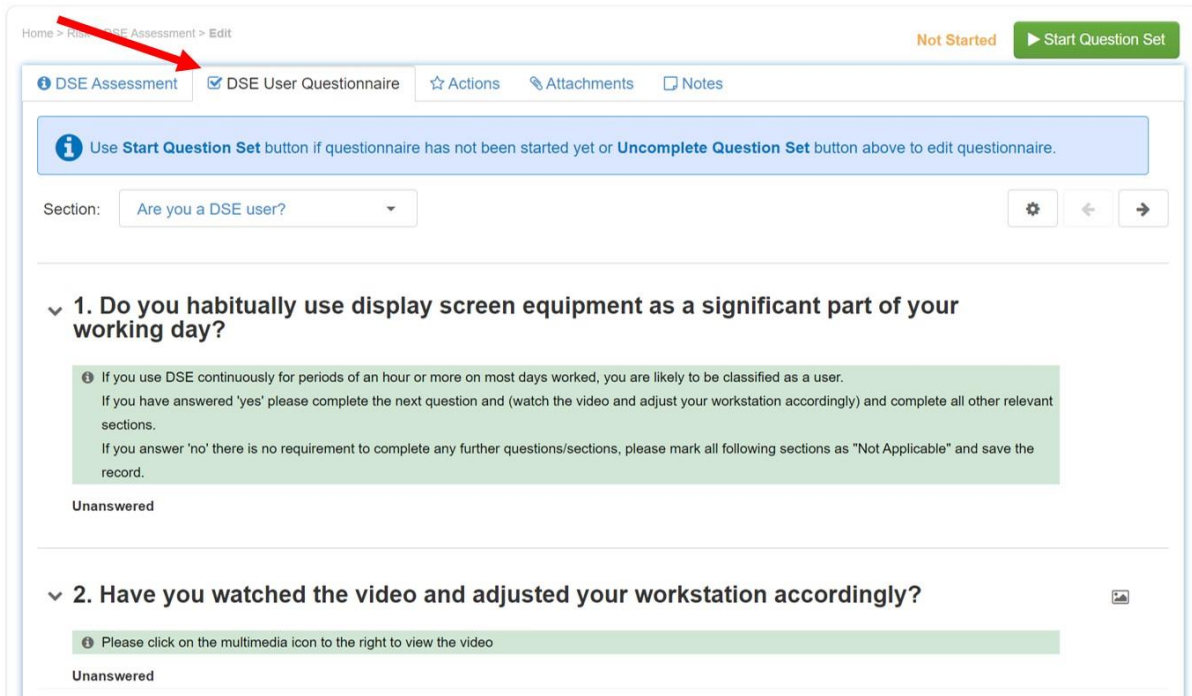 Home > Risk > DSE Assessment > Edit
Not Started
Start Question Set
DSE Assessment
DSE User Questionnaire
Actions
Attachments
Notes
Use Start Question Set button if questionnaire has not been started yet or Uncomplete Question Set button above to edit questionnaire.
Section:
Are you a DSE user?
1. Do you habitually use display screen equipment as a significant part of your
working day?
If you use DSE continuously for periods of an hour or more on most days worked, you are likely to be classified as a user.
If you have answered 'yes' please complete the next question and (watch the video and adjust your workstation accordingly) and complete all other relevant
sections.
If you answer 'no' there is no requirement to complete any further questions/sections, please mark all following sections as "Not Applicable" and save the
record.
Unanswered
2. Have you watched the video and adjusted your workstation accordingly?
Please click on the multimedia icon to the right to view the video
Unanswered